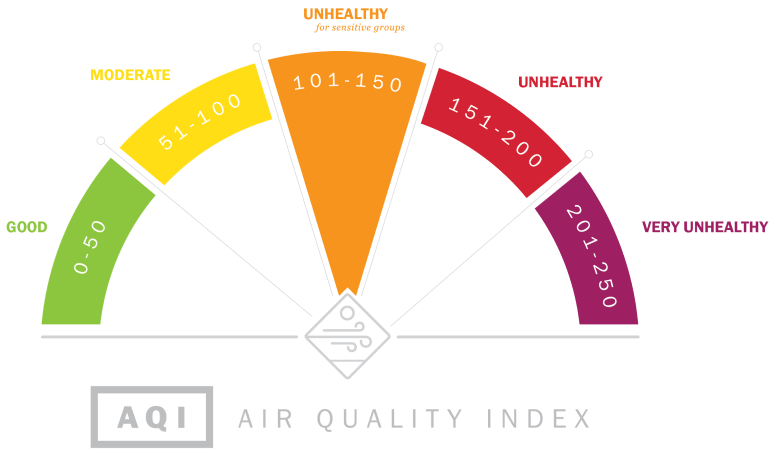 UNHEALTHY
for sensitive groups
MODERATE
101-150
UNHEALTHY
51-100
151-200
GOOD
0-50
201-250
VERY UNHEALTHY
AQI
AIR QUALITY INDEX